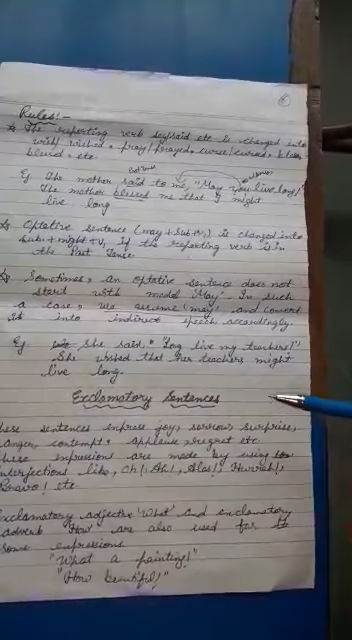 Rules:-
* The reporting verb say/said etc is changed into
wish wished, pray/prayed, curse/cursed, bless
blessed, etc
Eg The mother said to me, "May you live long!"
The mother blessed me that I might
live long
* Optative sentence (may + sub + V₁) is changed into
sub + might + V₁ if the reporting verb is in
the Past Tense.
* Sometimes, an optative sentence does not
start with modal 'May'. In such
a case, we assume 'may' and convert
it into indirect speech accordingly.
Eg She said, "Long live my teachers!"
She wished that her teachers might
live long.
Exclamatory Sentences
These sentences express joy, sorrow, surprise,
anger, contempt, applause, regret etc
These expressions are made by using
interjections like, Oh!, Ah!, Alas!, Hurrah!,
Bravo! etc.
Exclamatory adjective 'What' and exclamatory
adverb 'How' are also used for
some expressions
"What a painting!"
"How beautiful!"